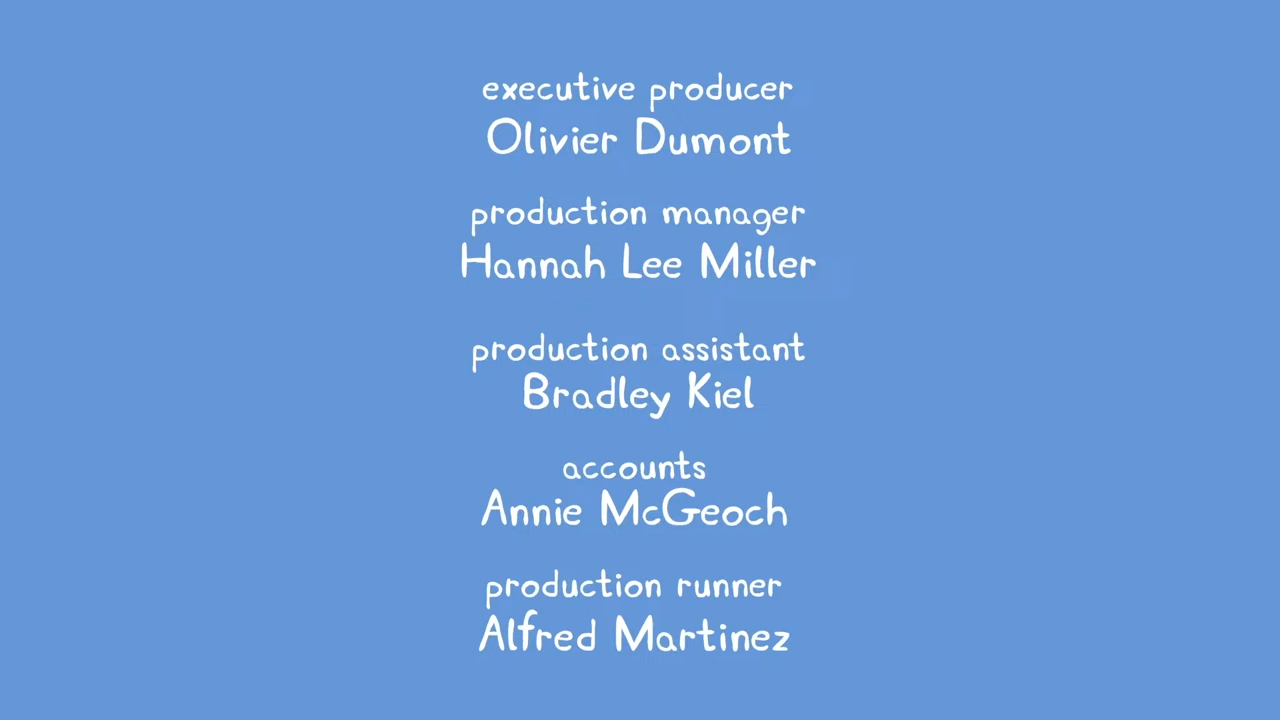 executive producer
Olivier Dumont
production manager
Hannah Lee Miller
production assistant
Bradley Kiel
accounts
Annie McGeoch
production runner
Alfred Martinez